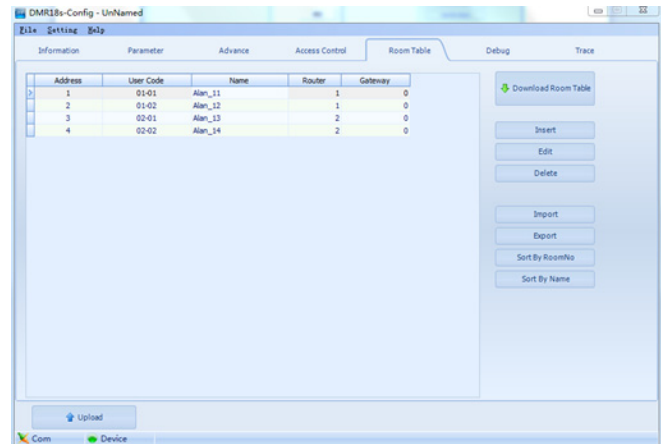 DMR18s-Config - UnNamed
File Setting Help
Information Parameter Advance Access Control Room Table Debug Trace
Address User Code Name Router Gateway
1 01-01 Alan_11 1 0
2 01-02 Alan_12 1 0
3 02-01 Alan_13 2 0
4 02-02 Alan_14 2 0
Download Room Table
Insert
Edit
Delete
Import
Export
Sort By RoomNo
Sort By Name
Upload
Com Device